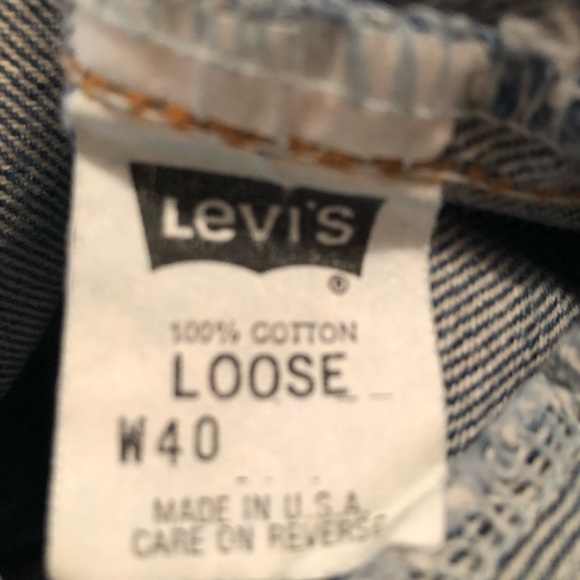 LEVI'S
®
100% COTTON
LOOSE
W40
MADE IN U.S.A.
CARE ON REVERSE